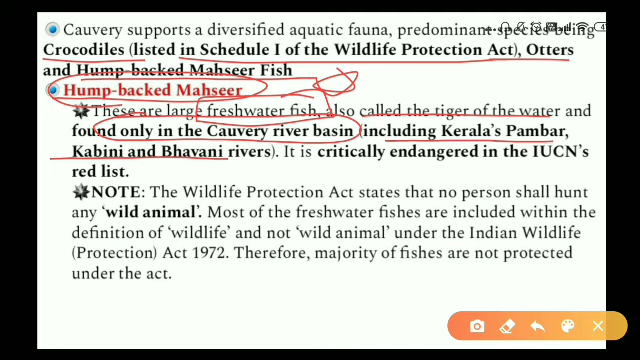 Cauvery supports a diversified aquatic fauna, predominant species being
Crocodiles (listed in Schedule I of the Wildlife Protection Act), Otters
and Hump-backed Mahseer Fish
Hump-backed Mahseer
These are large freshwater fish, also called the tiger of the water and
found only in the Cauvery river basin (including Kerala's Pambar,
Kabini and Bhavani rivers). It is critically endangered in the IUCN's
red list.
NOTE: The Wildlife Protection Act states that no person shall hunt
any 'wild animal'. Most of the freshwater fishes are included within the
definition of 'wildlife' and not 'wild animal' under the Indian Wildlife
(Protection) Act 1972. Therefore, majority of fishes are not protected
under the act.